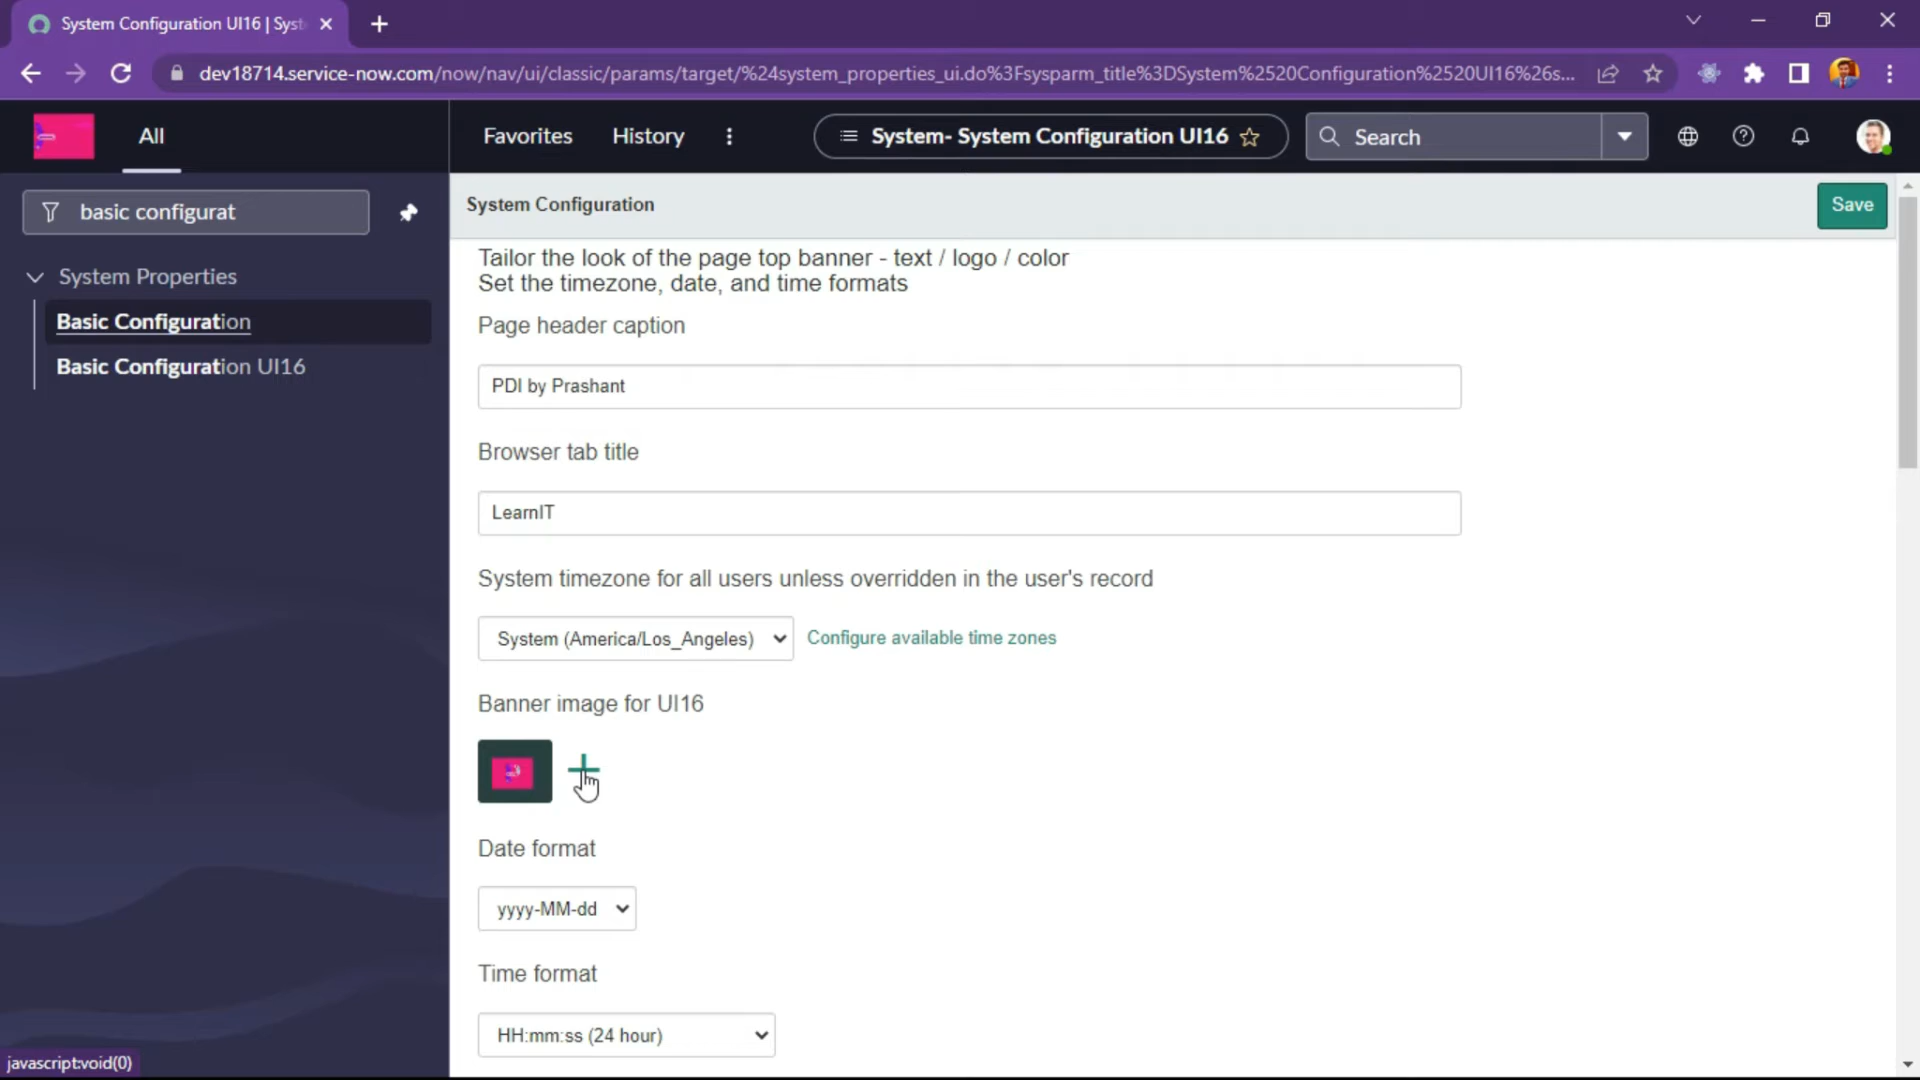 System Configuration UI16 | Syst
dev18714.service-now.com/now/nav/ui/classic/params/target/%24system_properties_ui.do%3Fsysparm_title%3DSystem%2520Configuration%2520UI16%26s...
All
Favorites
History
System- System Configuration UI16
Search
basic configurat
System Configuration
Save
Tailor the look of the page top banner - text / logo / color
Set the timezone, date, and time formats
System Properties
Basic Configuration
Basic Configuration UI16
Page header caption
PDI by Prashant
Browser tab title
LearnIT
System timezone for all users unless overridden in the user's record
System (America/Los_Angeles)
Configure available time zones
Banner image for UI16
Date format
yyyy-MM-dd
Time format
HH:mm:ss (24 hour)
javascript:void(0)